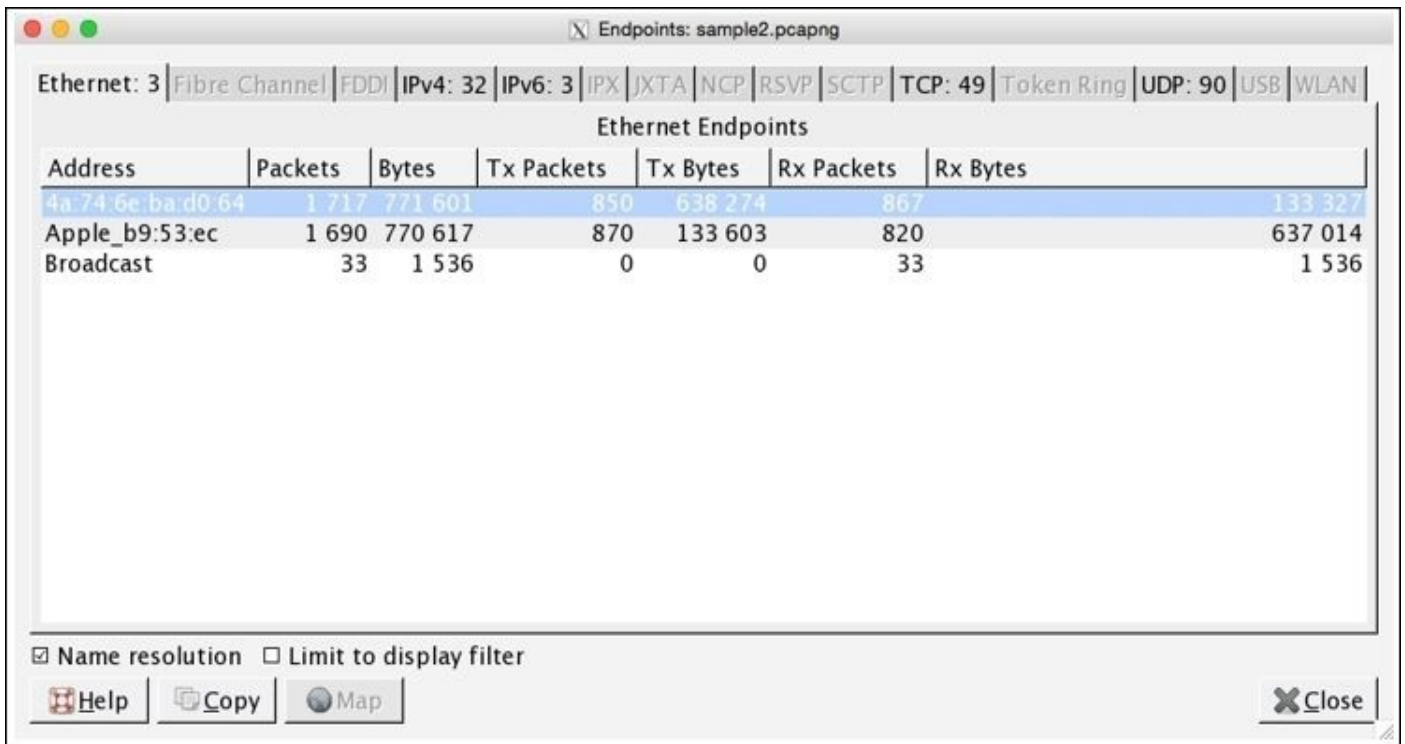 Endpoints: sample2.pcapng
Ethernet: 3 Fibre Channel FDDI IPv4: 32 IPv6: 3 IPX JXTA NCP RSVP SCTP TCP: 49 Token Ring UDP: 90 USB WLAN
Ethernet Endpoints
Address Packets Bytes Tx Packets Tx Bytes Rx Packets Rx Bytes
4a:74:6e:ba:d0:64 1 717 771 601 850 638 274 867 133 327
Apple_b9:53:ec 1 690 770 617 870 133 603 820 637 014
Broadcast 33 1 536 0 0 33 1 536
Name resolution Limit to display filter
Help Copy Map Close